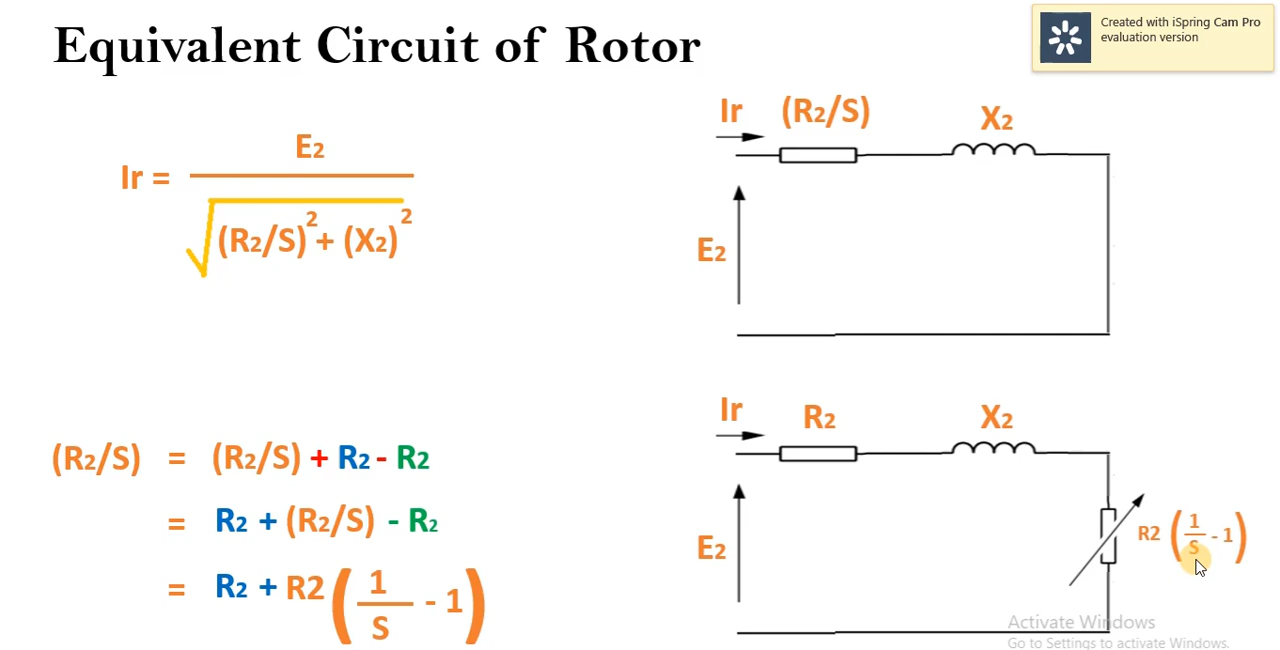 Equivalent Circuit of Rotor
Created with iSpring Cam Pro
evaluation version
Ir = E₂ / √((R₂/S)² + (X₂)²)
Ir (R₂/S) X₂
E₂
(R₂/S) = (R₂/S) + R₂ - R₂
= R₂ + (R₂/S) - R₂
= R₂ + R2 (1/S - 1)
Ir R₂ X₂
E₂
R2 (1/S - 1)
Activate Windows
Go to Settings to activate Windows.